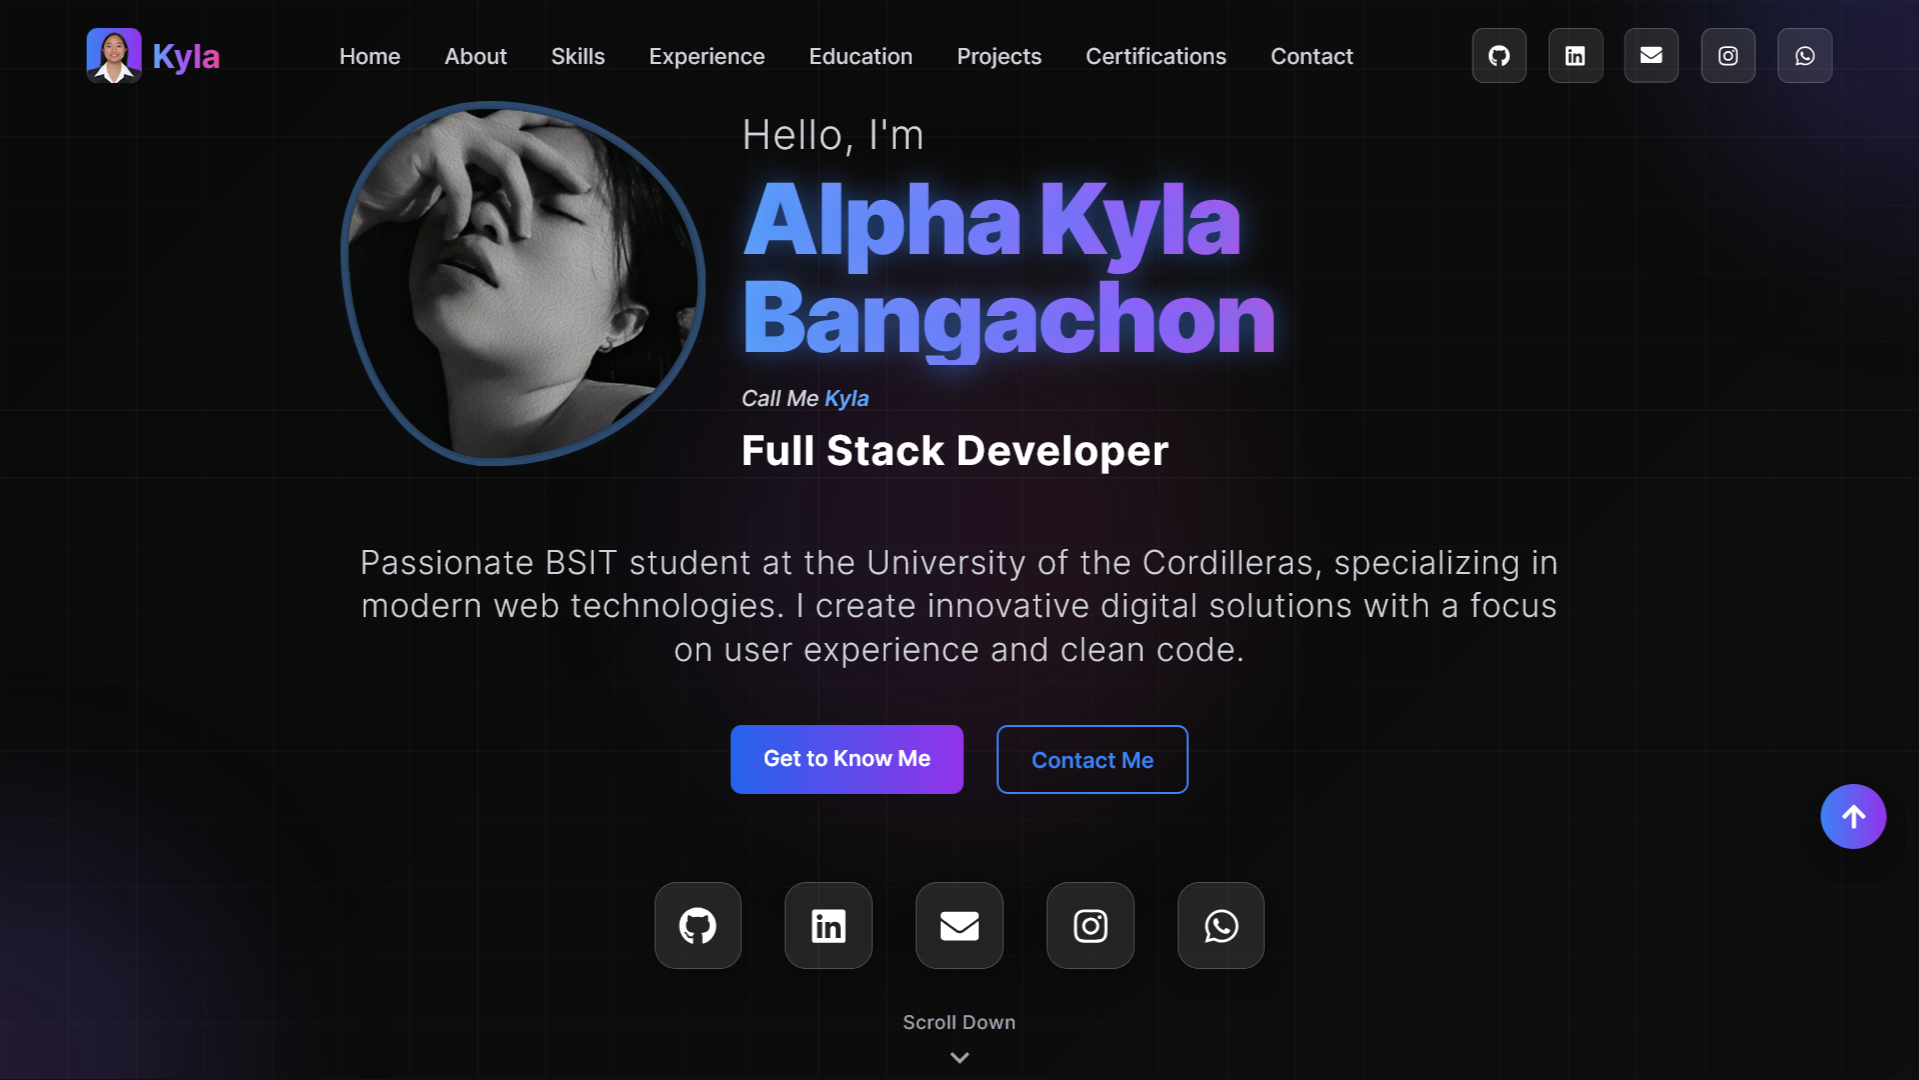 Kyla
Home
About
Skills
Experience
Education
Projects
Certifications
Contact
Hello, I'm
Alpha Kyla
Bangachon
Call Me Kyla
Full Stack Developer
Passionate BSIT student at the University of the Cordilleras, specializing in
modern web technologies. I create innovative digital solutions with a focus
on user experience and clean code.
Get to Know Me
Contact Me
Scroll Down